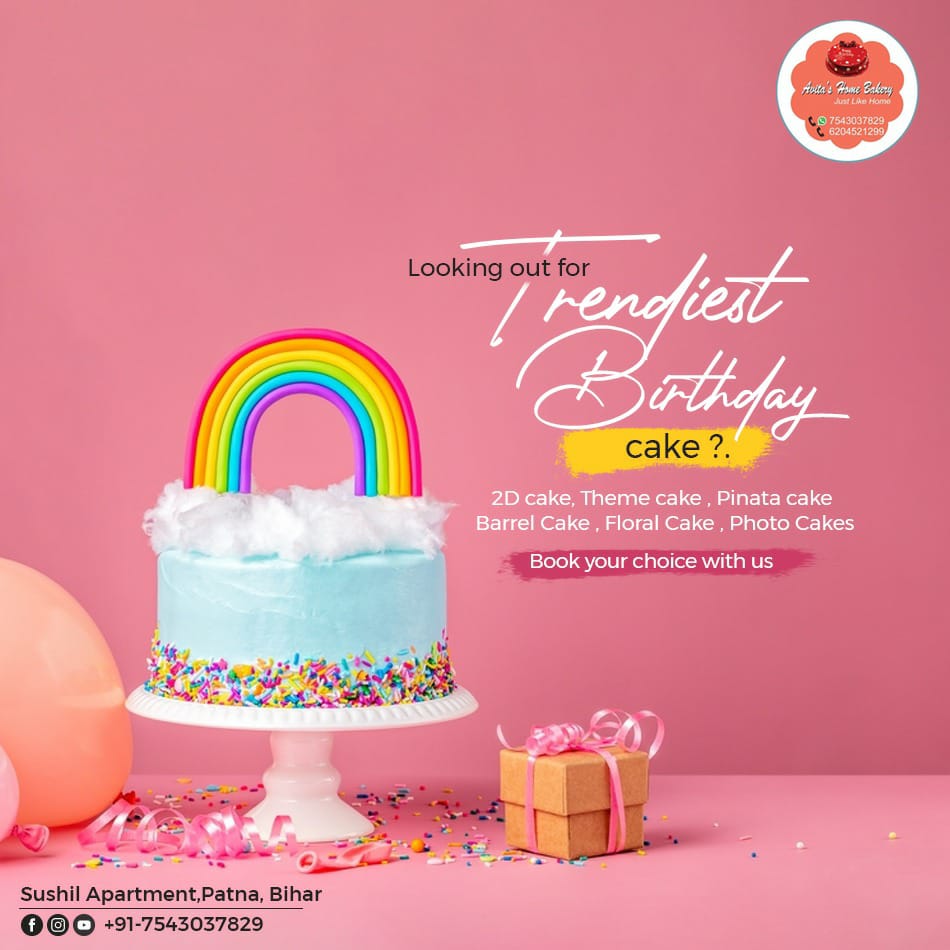 Avita's Home Bakery
Just Like Home
7543037829
6204521299
Looking out for
Trendiest
Birthday
cake ?.
2D cake, Theme cake , Pinata cake
Barrel Cake , Floral Cake , Photo Cakes
Book your choice with us
Sushil Apartment,Patna, Bihar
+91-7543037829